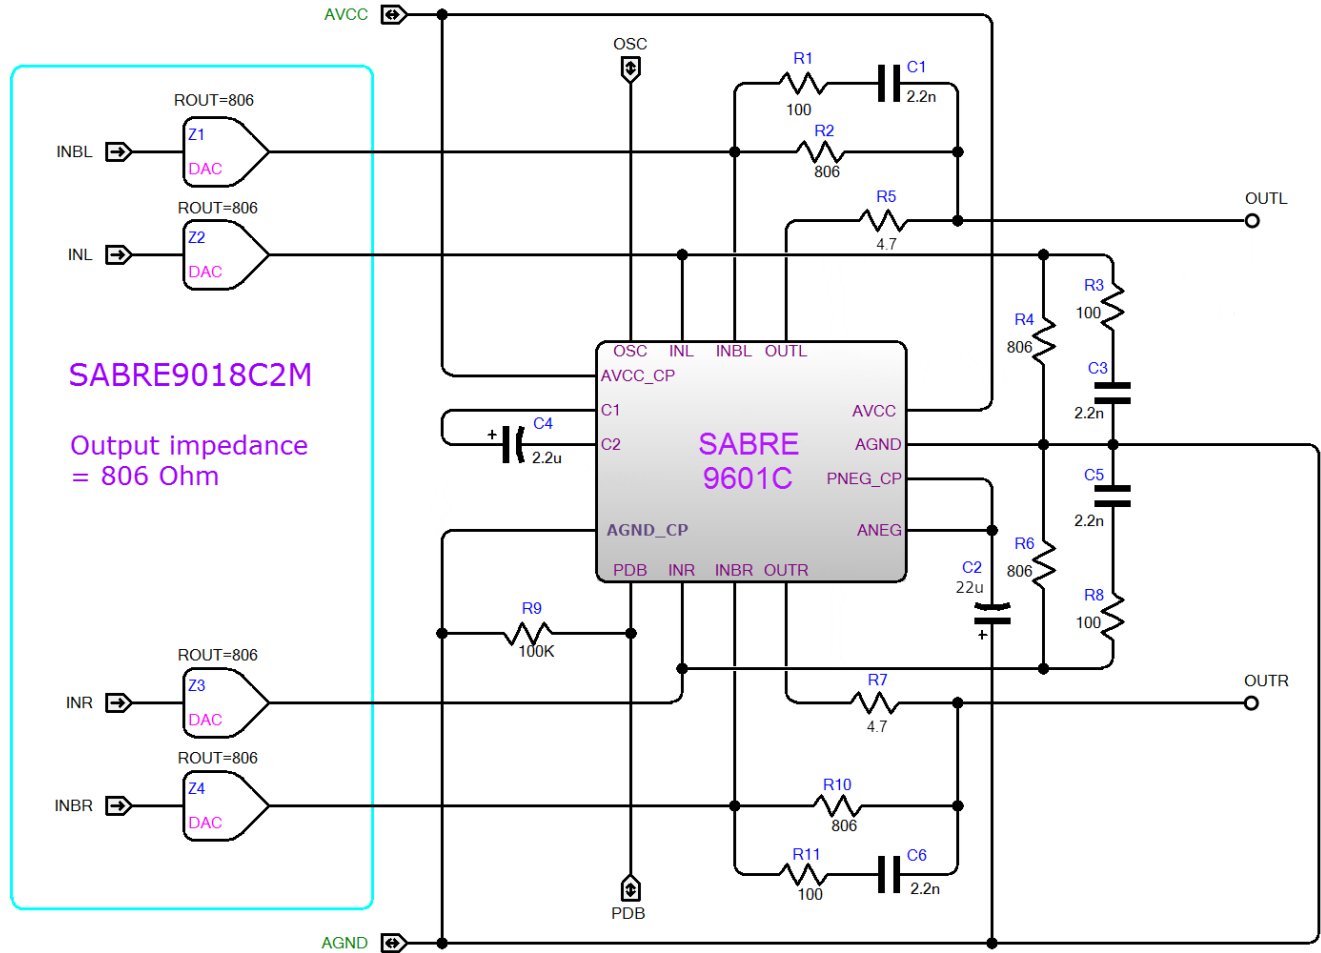 AVCC
OSC
R1
C1
100
2.2n
ROUT=806
Z1
INBL
DAC
R2
806
ROUT=806
Z2
INL
DAC
R5
4.7
OUTL
R3
100
R4
806
C3
2.2n
OSC INL INBL OUTL
AVCC_CP
C1
C2
AGND_CP
PDB INR INBR OUTR
AVCC
AGND
PNEG_CP
ANEG
SABRE
9601C
C4
+
2.2u
SABRE9018C2M
Output impedance
= 806 Ohm
C5
2.2n
R6
806
R8
100
C2
22u
+
R9
100K
ROUT=806
Z3
INR
DAC
R7
4.7
OUTR
ROUT=806
Z4
INBR
DAC
R10
806
R11
100
C6
2.2n
PDB
AGND